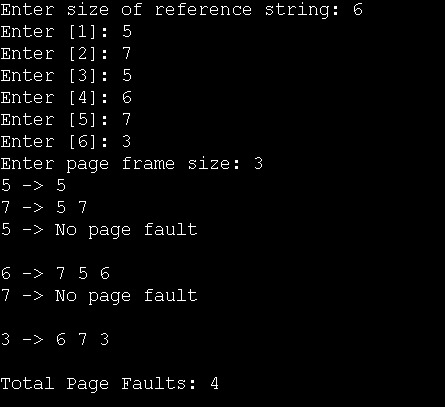 Enter size of reference string: 6
Enter [1]: 5
Enter [2]: 7
Enter [3]: 5
Enter [4]: 6
Enter [5]: 7
Enter [6]: 3
Enter page frame size: 3
5 -> 5
7 -> 5 7
5 -> No page fault
6 -> 7 5 6
7 -> No page fault
3 -> 6 7 3
Total Page Faults: 4